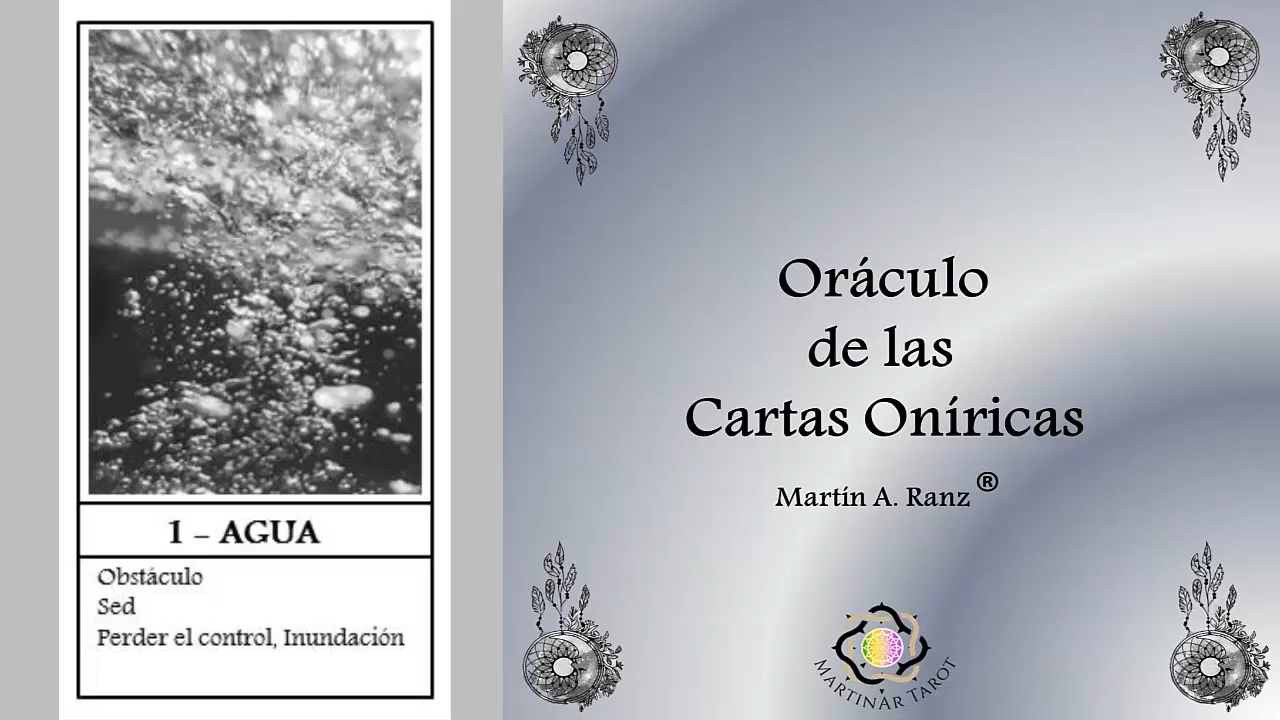 1 – AGUA
Obstáculo
Sed
Perder el control, Inundación
Oráculo
de las
Cartas Oníricas
Martín A. Ranz ®
MARTINAR TAROT